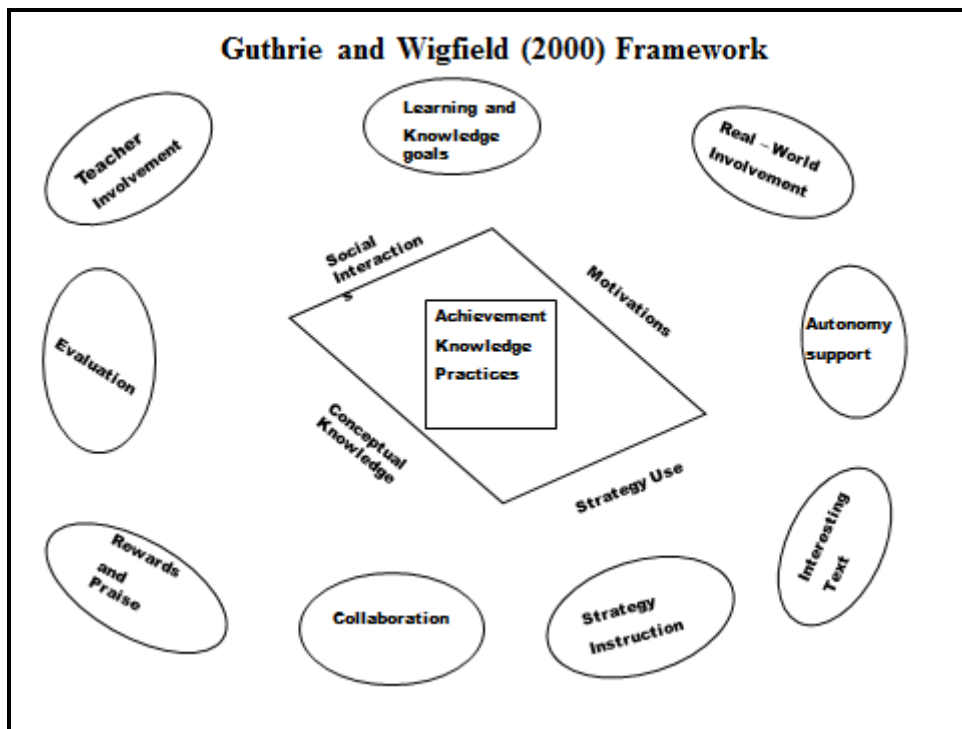 Guthrie and Wigfield (2000) Framework
Teacher
Involvement
Learning and
Knowledge
goals
Real – World
Involvement
Social
Interaction
s
Motivations
Achievement
Knowledge
Practices
Evaluation
Autonomy
support
Conceptual
Knowledge
Strategy Use
Interesting
Text
Rewards
and
Praise
Collaboration
Strategy
Instruction